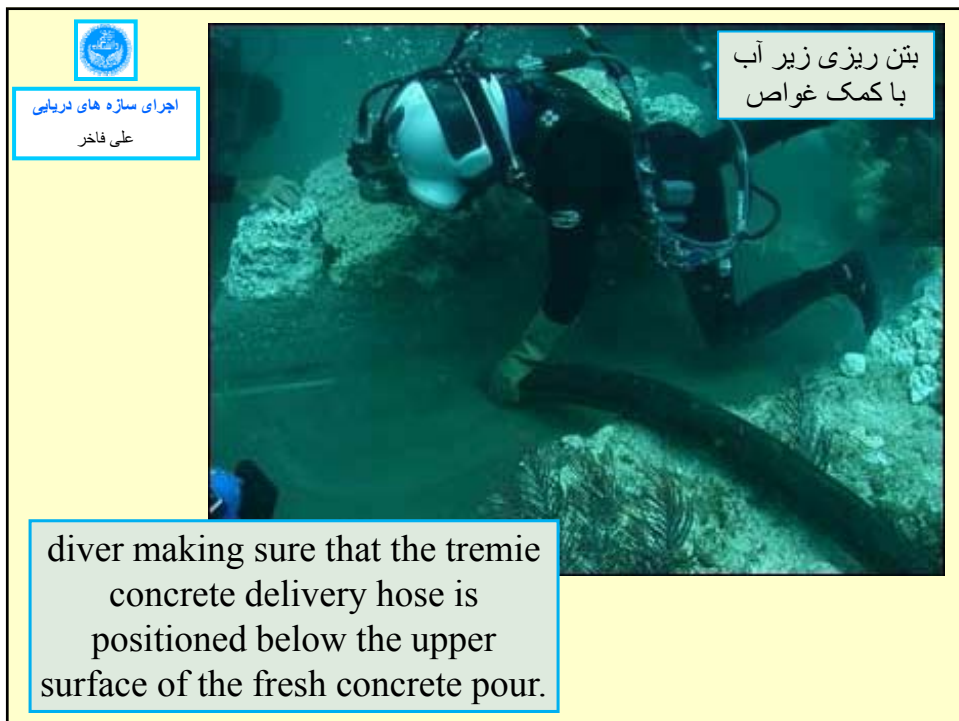 اجرای سازه های دریایی
علی فاخر
بتن ریزی زیر آب
با کمک غواص
diver making sure that the tremie
concrete delivery hose is
positioned below the upper
surface of the fresh concrete pour.